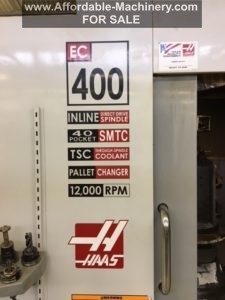 www.Affordable-Machinery.com
FOR SALE
EC
400
INLINE DIRECT DRIVE SPINDLE
40 POCKET SMTC
TSC THROUGH-SPINDLE COOLANT
PALLET CHANGER
12,000 RPM
HAAS